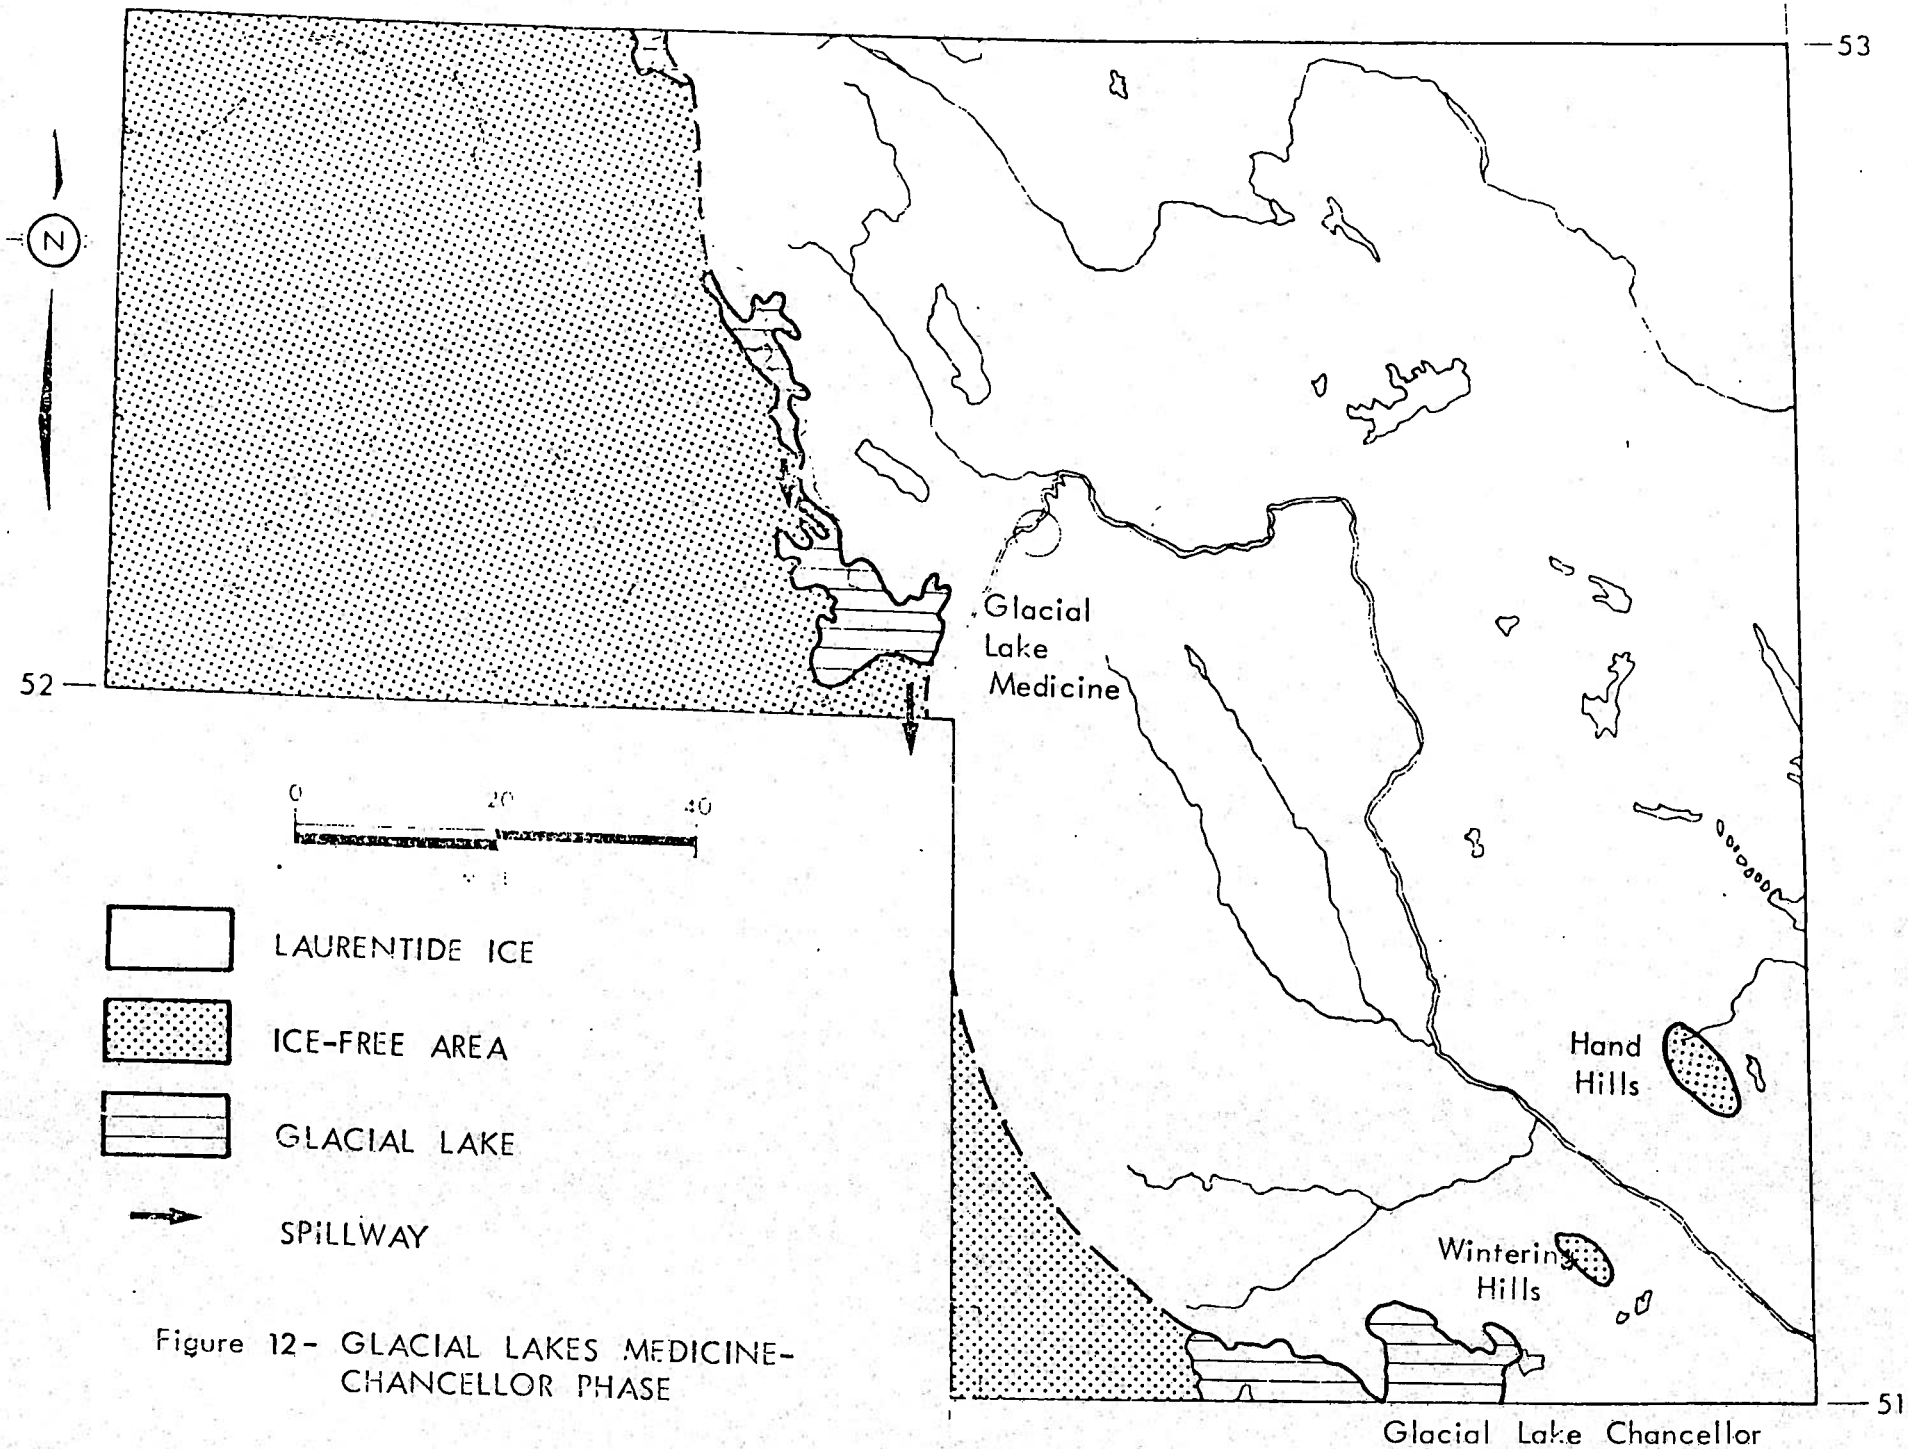 53
N
Glacial
Lake
Medicine
52
0 20 40
LAURENTIDE ICE
ICE-FREE AREA
GLACIAL LAKE
SPILLWAY
Hand
Hills
Wintering
Hills
Figure 12- GLACIAL LAKES MEDICINE-
CHANCELLOR PHASE
51
Glacial Lake Chancellor